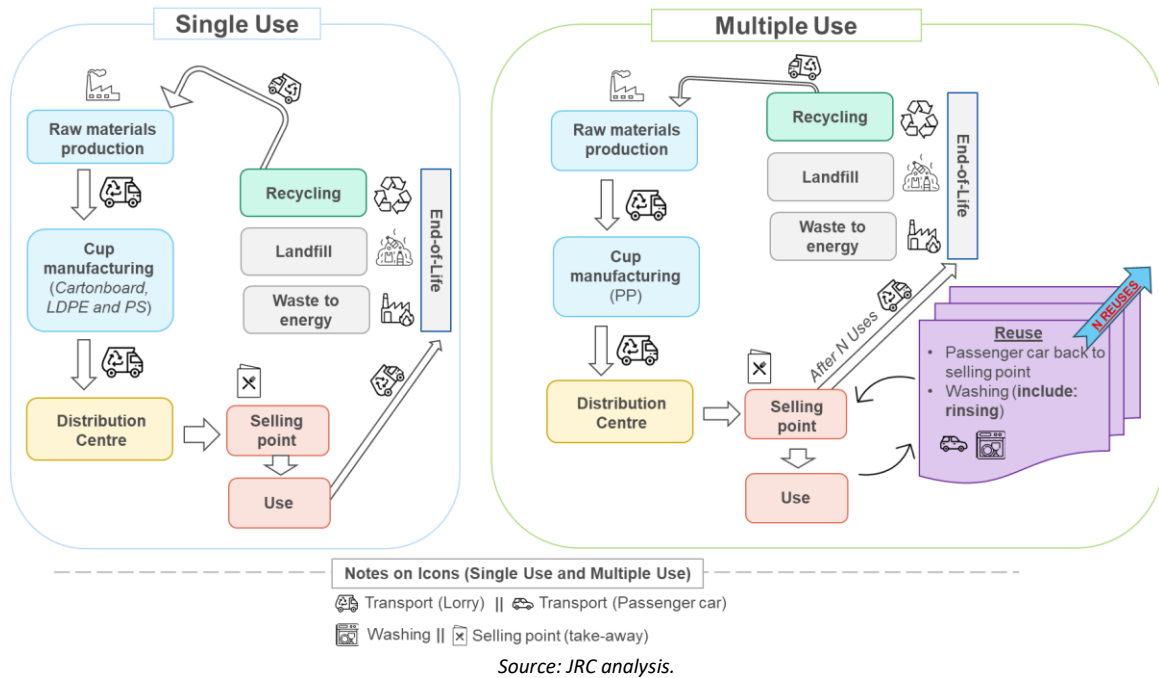 Single Use
Raw materials
production
Recycling
Cup
manufacturing
(Cartonboard,
LDPE and PS)
Landfill
Waste to
energy
End-of-Life
Distribution
Centre
Selling
point
Use
Multiple Use
Raw materials
production
Recycling
Landfill
Waste to
energy
End-of-Life
Cup
manufacturing
(PP)
After N Uses
N REUSES
Reuse
• Passenger car back to
selling point
• Washing (include:
rinsing)
Distribution
Centre
Selling
point
Use
Notes on Icons (Single Use and Multiple Use)
Transport (Lorry) || Transport (Passenger car)
Washing || Selling point (take-away)
Source: JRC analysis.